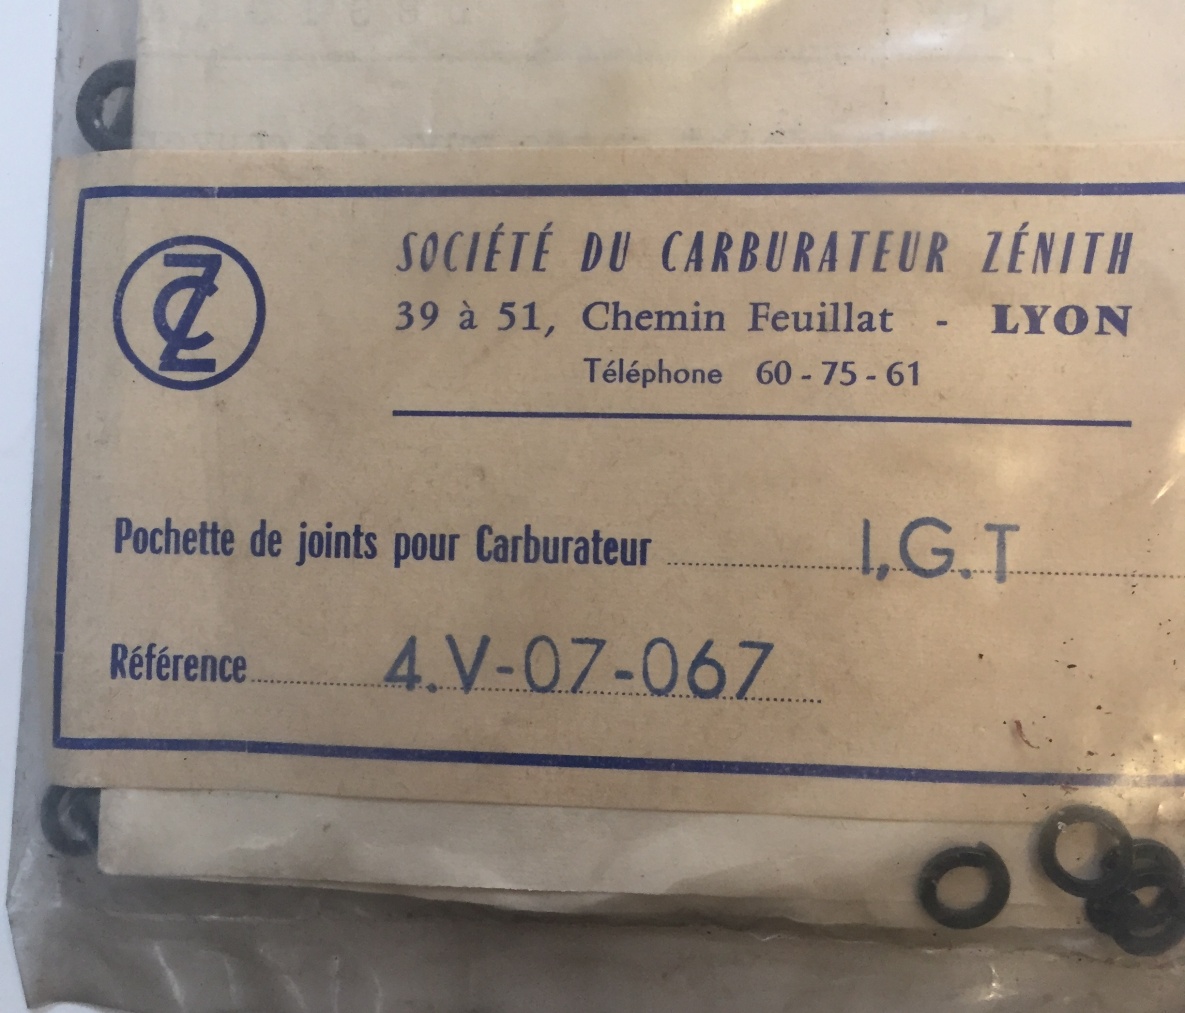 ZC
SOCIÉTÉ DU CARBURATEUR ZÉNITH
39 à 51, Chemin Feuillat - LYON
Téléphone 60-75-61
Pochette de joints pour Carburateur I,G.T
Référence 4.V-07-067